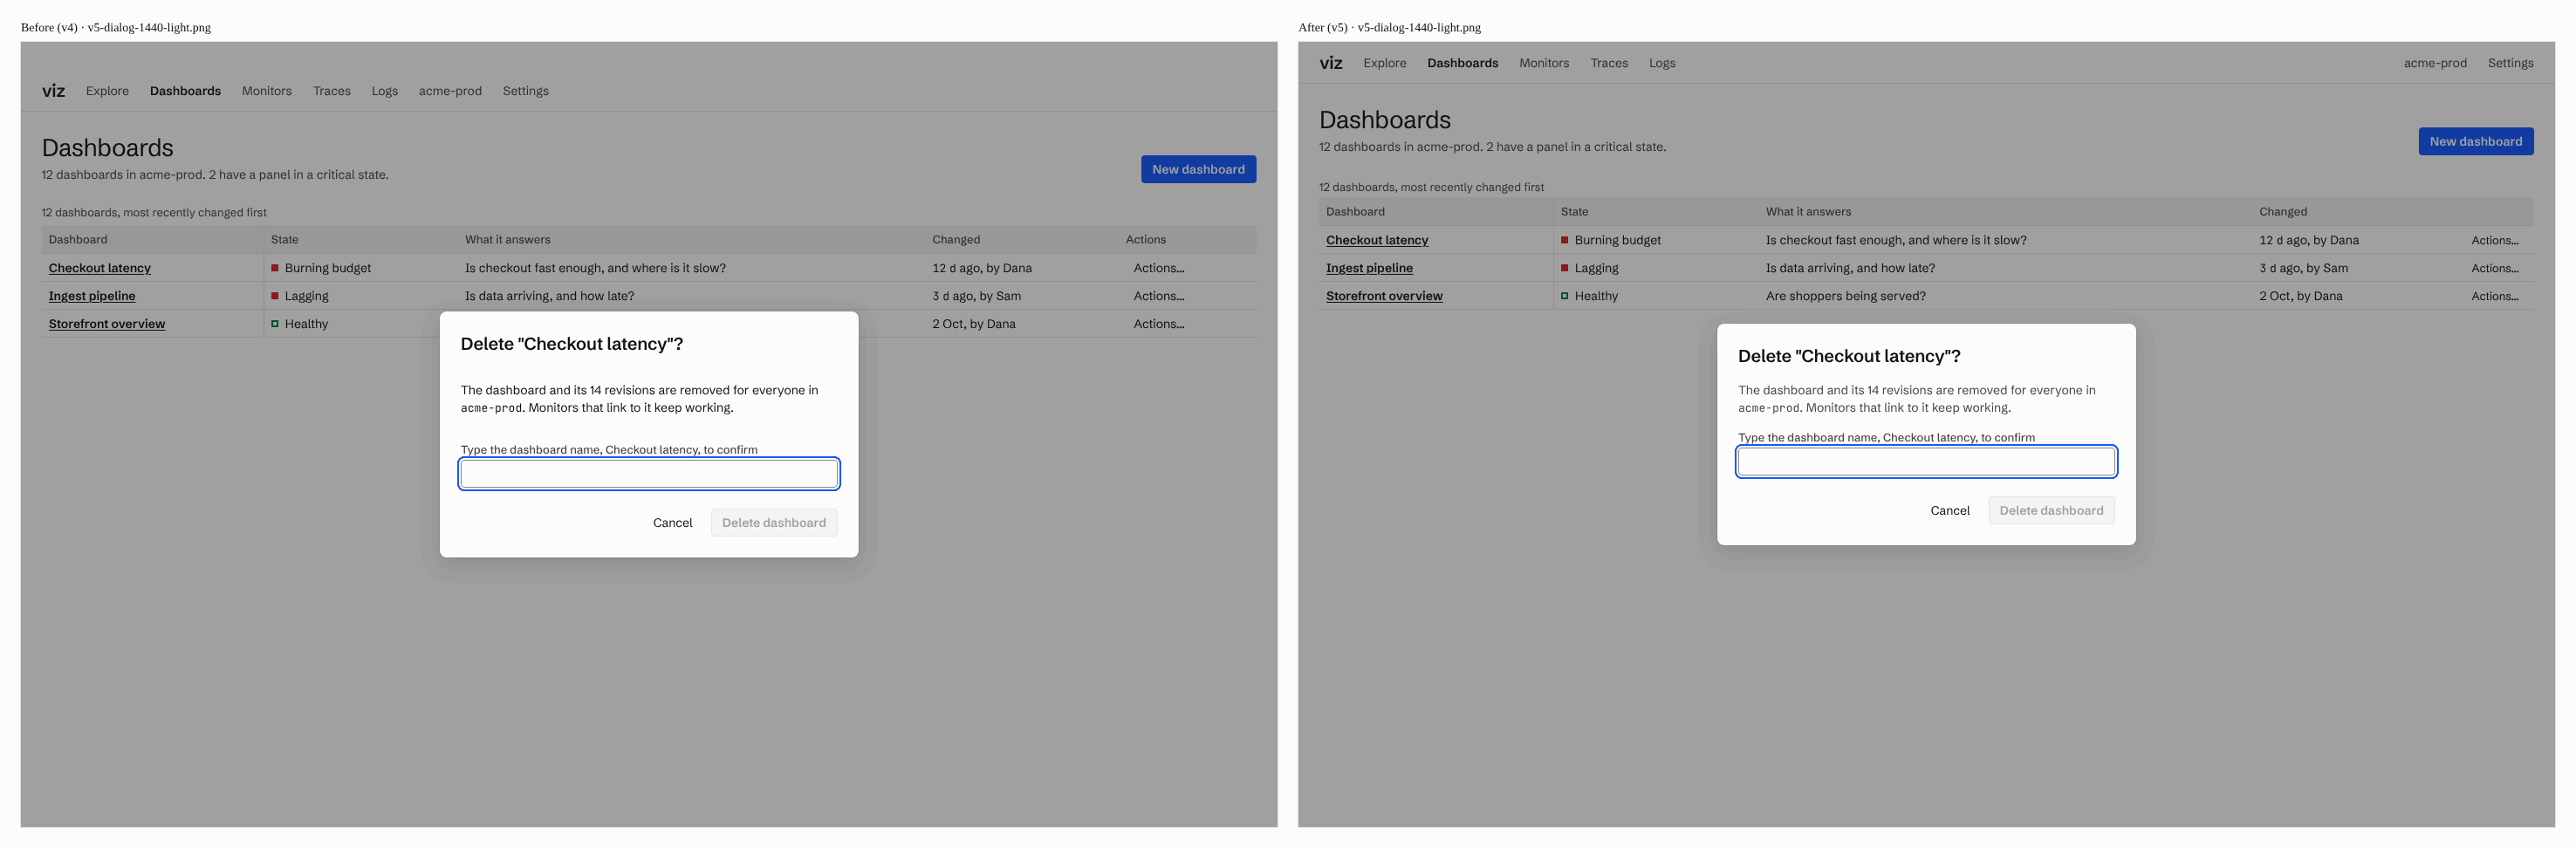 Before (v4) · v5-dialog-1440-light.png
viz Explore Dashboards Monitors Traces Logs acme-prod Settings
Dashboards
12 dashboards in acme-prod. 2 have a panel in a critical state.
New dashboard
12 dashboards, most recently changed first
Dashboard State What it answers Changed Actions
Checkout latency Burning budget Is checkout fast enough, and where is it slow? 12 d ago, by Dana Actions...
Ingest pipeline Lagging Is data arriving, and how late? 3 d ago, by Sam Actions...
Storefront overview Healthy 2 Oct, by Dana Actions...
Delete "Checkout latency"?
The dashboard and its 14 revisions are removed for everyone in
acme-prod. Monitors that link to it keep working.
Type the dashboard name, Checkout latency, to confirm
Cancel Delete dashboard
After (v5) · v5-dialog-1440-light.png
viz Explore Dashboards Monitors Traces Logs acme-prod Settings
Dashboards
12 dashboards in acme-prod. 2 have a panel in a critical state.
New dashboard
12 dashboards, most recently changed first
Dashboard State What it answers Changed
Checkout latency Burning budget Is checkout fast enough, and where is it slow? 12 d ago, by Dana Actions...
Ingest pipeline Lagging Is data arriving, and how late? 3 d ago, by Sam Actions...
Storefront overview Healthy Are shoppers being served? 2 Oct, by Dana Actions...
Delete "Checkout latency"?
The dashboard and its 14 revisions are removed for everyone in
acme-prod. Monitors that link to it keep working.
Type the dashboard name, Checkout latency, to confirm
Cancel Delete dashboard